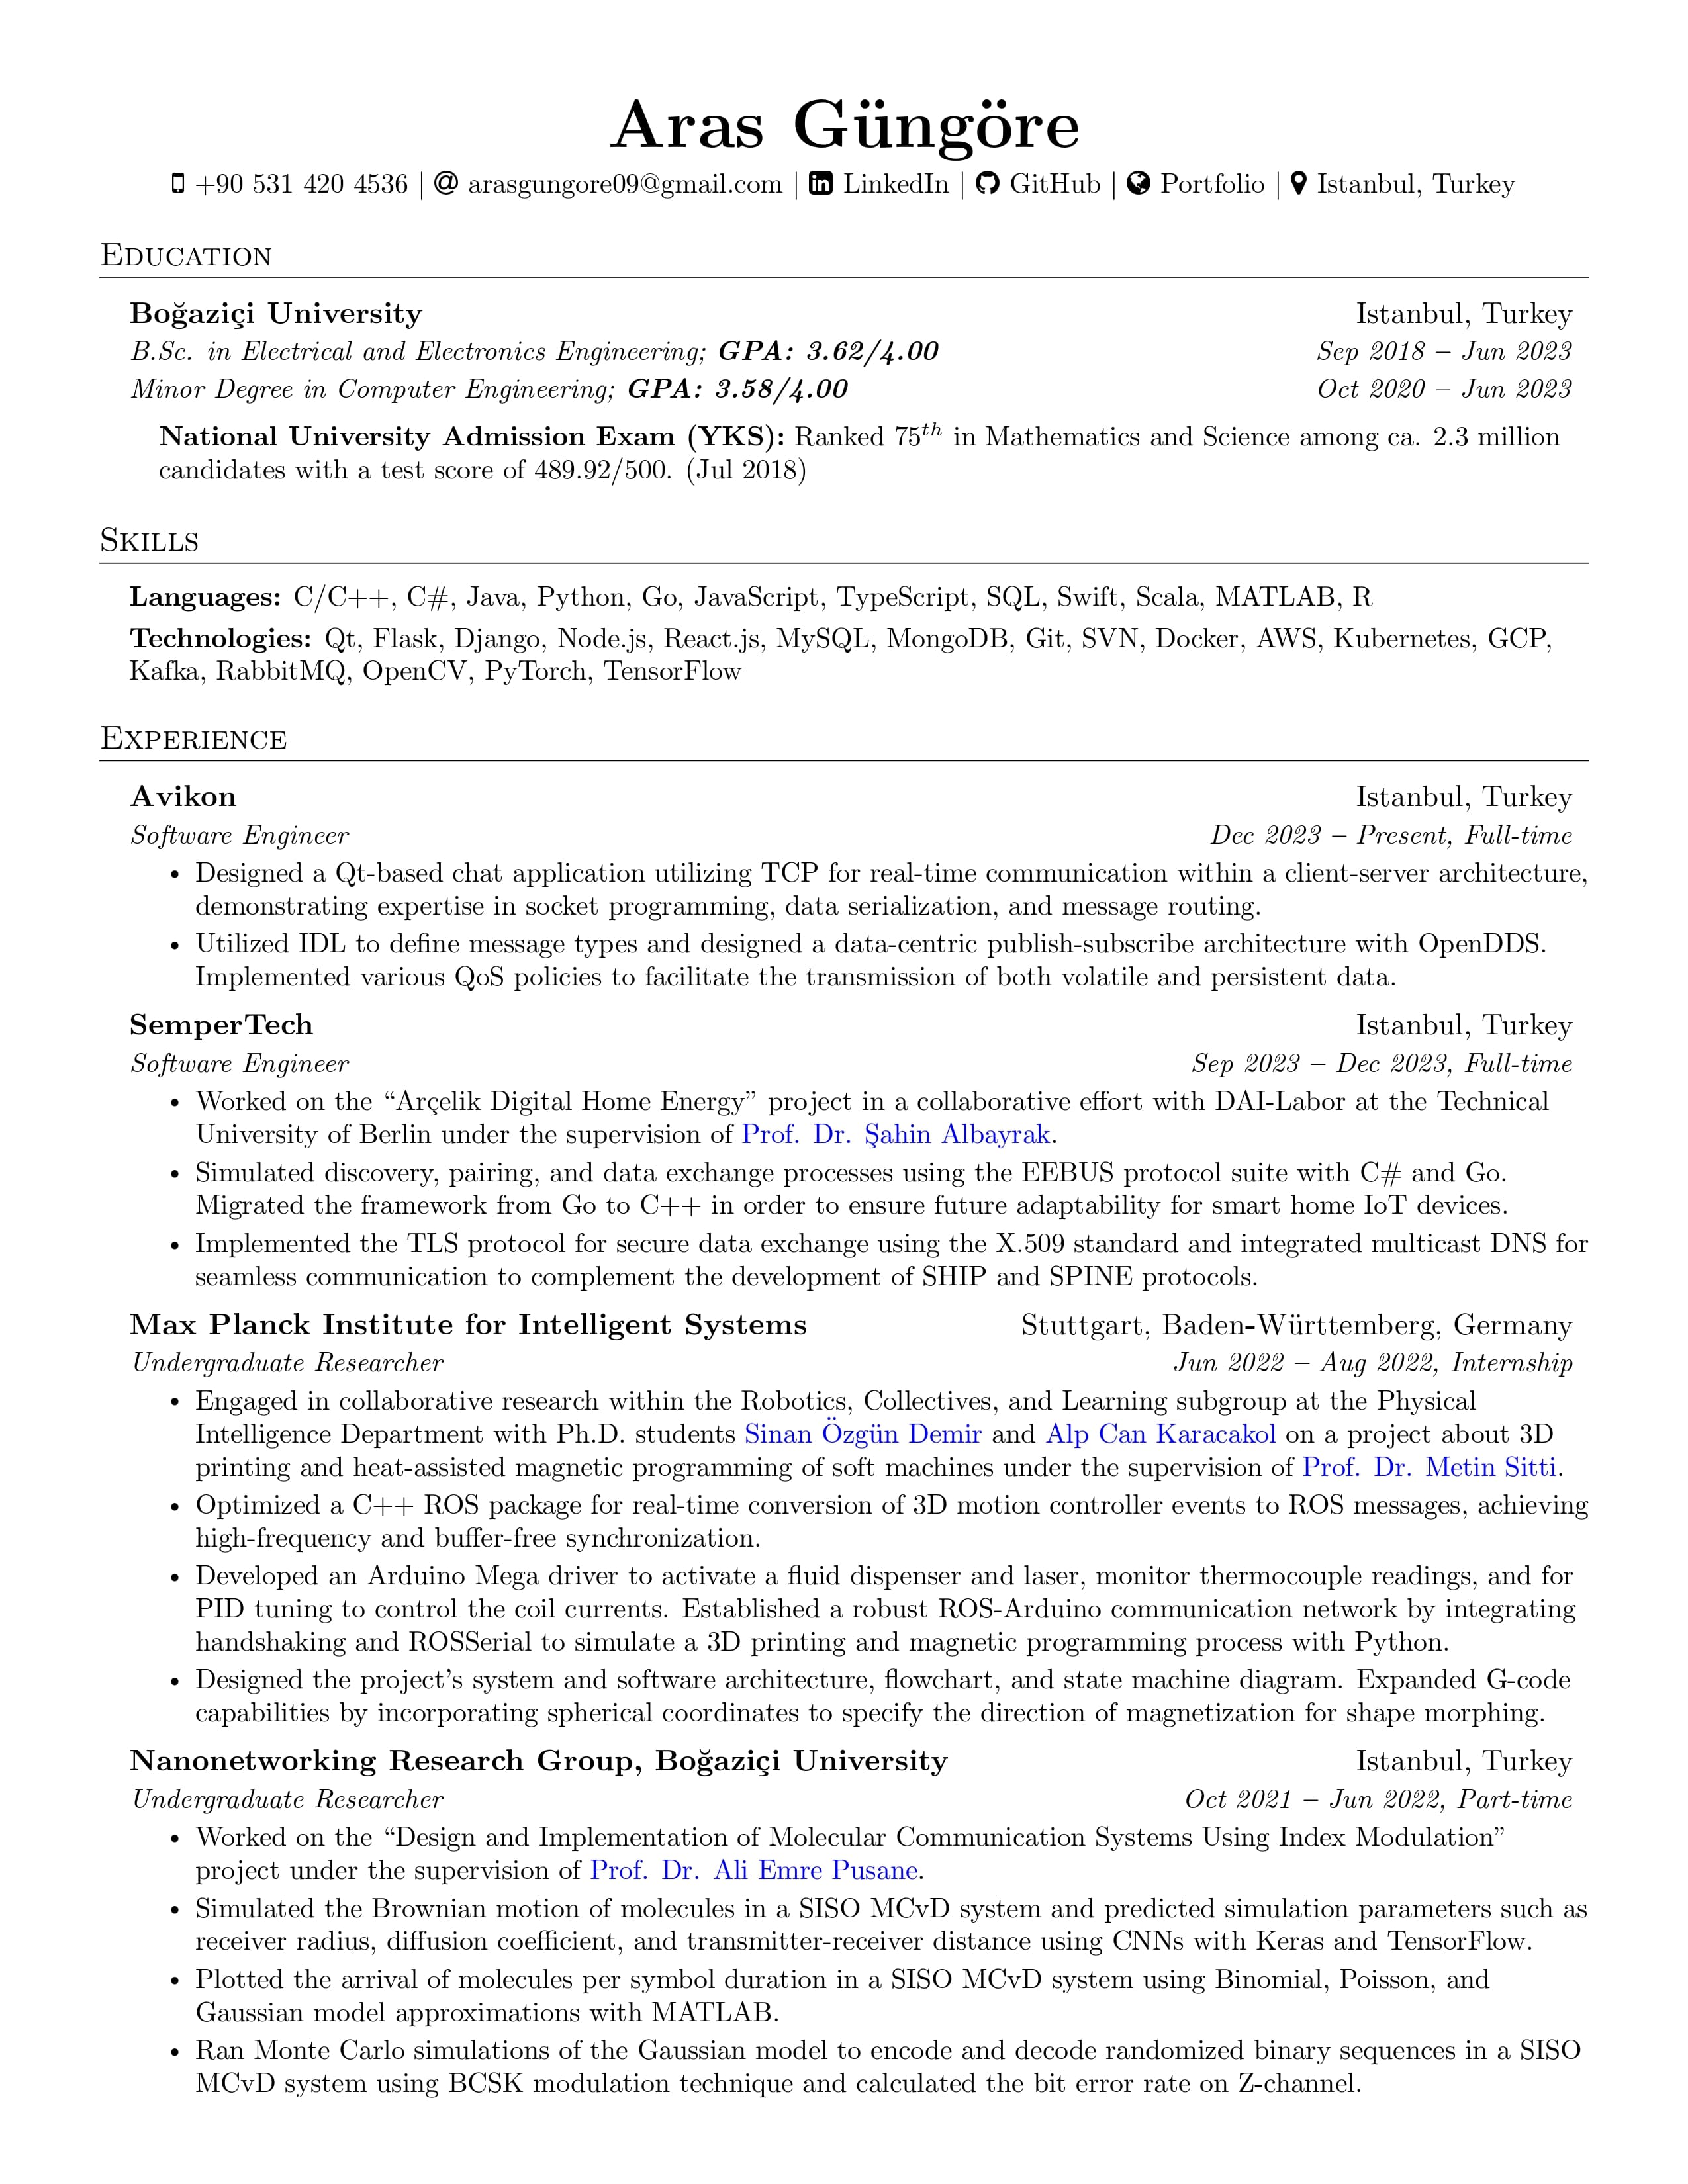 Aras Güngöre
+90 531 420 4536 | arasgungore09@gmail.com | LinkedIn | GitHub | Portfolio | Istanbul, Turkey
Education
Boğaziçi University Istanbul, Turkey
B.Sc. in Electrical and Electronics Engineering; GPA: 3.62/4.00 Sep 2018 – Jun 2023
Minor Degree in Computer Engineering; GPA: 3.58/4.00 Oct 2020 – Jun 2023
National University Admission Exam (YKS): Ranked 75th in Mathematics and Science among ca. 2.3 million
candidates with a test score of 489.92/500. (Jul 2018)
Skills
Languages: C/C++, C#, Java, Python, Go, JavaScript, TypeScript, SQL, Swift, Scala, MATLAB, R
Technologies: Qt, Flask, Django, Node.js, React.js, MySQL, MongoDB, Git, SVN, Docker, AWS, Kubernetes, GCP,
Kafka, RabbitMQ, OpenCV, PyTorch, TensorFlow
Experience
Avikon Istanbul, Turkey
Software Engineer Dec 2023 – Present, Full-time
• Designed a Qt-based chat application utilizing TCP for real-time communication within a client-server architecture,
demonstrating expertise in socket programming, data serialization, and message routing.
• Utilized IDL to define message types and designed a data-centric publish-subscribe architecture with OpenDDS.
Implemented various QoS policies to facilitate the transmission of both volatile and persistent data.
SemperTech Istanbul, Turkey
Software Engineer Sep 2023 – Dec 2023, Full-time
• Worked on the “Arçelik Digital Home Energy” project in a collaborative effort with DAI-Labor at the Technical
University of Berlin under the supervision of Prof. Dr. Şahin Albayrak.
• Simulated discovery, pairing, and data exchange processes using the EEBUS protocol suite with C# and Go.
Migrated the framework from Go to C++ in order to ensure future adaptability for smart home IoT devices.
• Implemented the TLS protocol for secure data exchange using the X.509 standard and integrated multicast DNS for
seamless communication to complement the development of SHIP and SPINE protocols.
Max Planck Institute for Intelligent Systems Stuttgart, Baden-Württemberg, Germany
Undergraduate Researcher Jun 2022 – Aug 2022, Internship
• Engaged in collaborative research within the Robotics, Collectives, and Learning subgroup at the Physical
Intelligence Department with Ph.D. students Sinan Özgün Demir and Alp Can Karacakol on a project about 3D
printing and heat-assisted magnetic programming of soft machines under the supervision of Prof. Dr. Metin Sitti.
• Optimized a C++ ROS package for real-time conversion of 3D motion controller events to ROS messages, achieving
high-frequency and buffer-free synchronization.
• Developed an Arduino Mega driver to activate a fluid dispenser and laser, monitor thermocouple readings, and for
PID tuning to control the coil currents. Established a robust ROS-Arduino communication network by integrating
handshaking and ROSSerial to simulate a 3D printing and magnetic programming process with Python.
• Designed the project’s system and software architecture, flowchart, and state machine diagram. Expanded G-code
capabilities by incorporating spherical coordinates to specify the direction of magnetization for shape morphing.
Nanonetworking Research Group, Boğaziçi University Istanbul, Turkey
Undergraduate Researcher Oct 2021 – Jun 2022, Part-time
• Worked on the “Design and Implementation of Molecular Communication Systems Using Index Modulation”
project under the supervision of Prof. Dr. Ali Emre Pusane.
• Simulated the Brownian motion of molecules in a SISO MCvD system and predicted simulation parameters such as
receiver radius, diffusion coefficient, and transmitter-receiver distance using CNNs with Keras and TensorFlow.
• Plotted the arrival of molecules per symbol duration in a SISO MCvD system using Binomial, Poisson, and
Gaussian model approximations with MATLAB.
• Ran Monte Carlo simulations of the Gaussian model to encode and decode randomized binary sequences in a SISO
MCvD system using BCSK modulation technique and calculated the bit error rate on Z-channel.